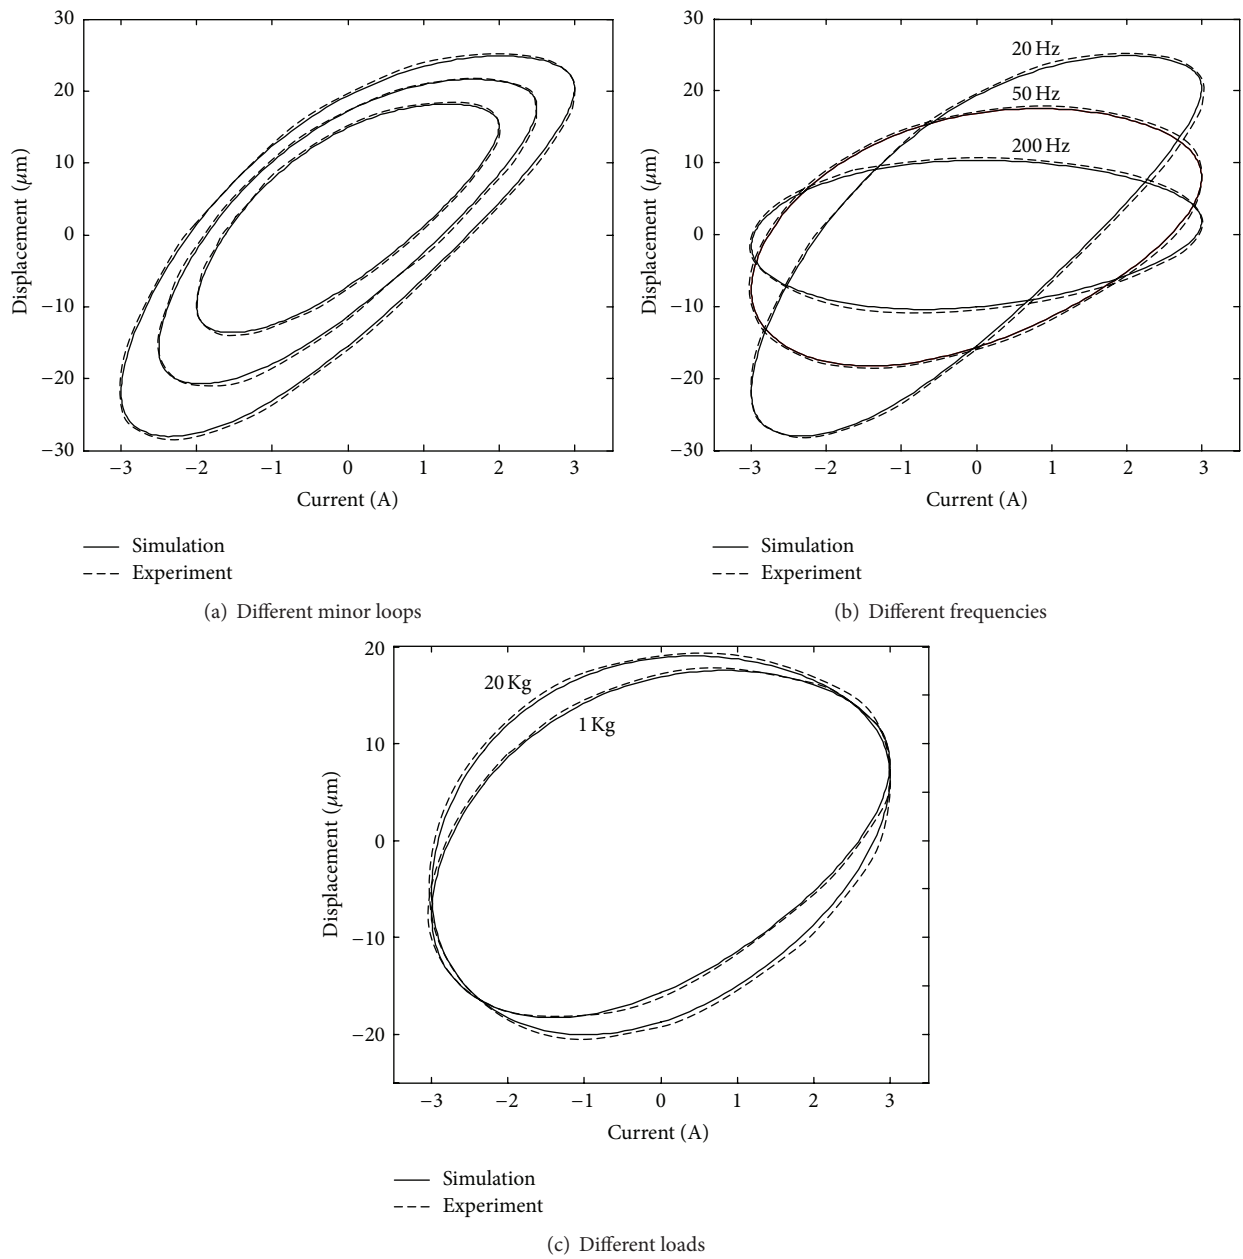 30
20
10
0
−10
−20
−30
Displacement (μm)
−3 −2 −1 0 1 2 3
Current (A)
Simulation
Experiment
(a) Different minor loops
30
20
10
0
−10
−20
−30
Displacement (μm)
20 Hz
50 Hz
200 Hz
−3 −2 −1 0 1 2 3
Current (A)
Simulation
Experiment
(b) Different frequencies
20
10
0
−10
−20
Displacement (μm)
20 Kg
1 Kg
−3 −2 −1 0 1 2 3
Current (A)
Simulation
Experiment
(c) Different loads